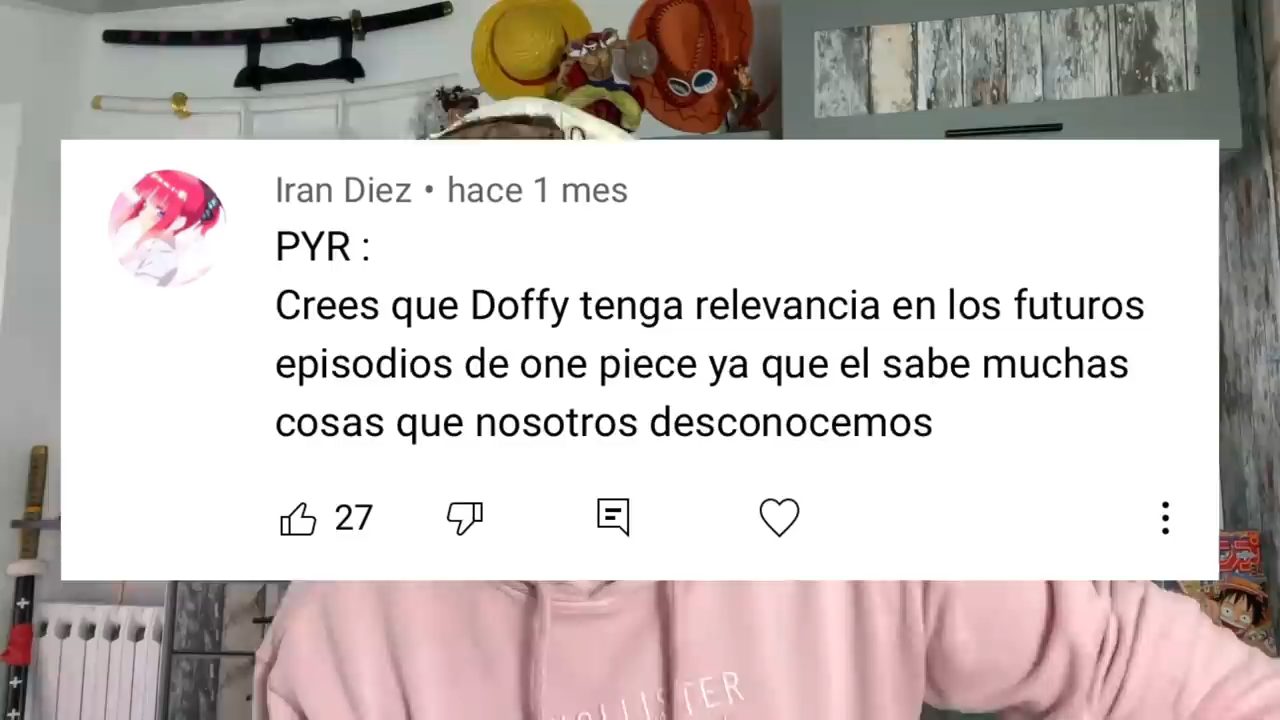 Iran Diez • hace 1 mes
PYR :
Crees que Doffy tenga relevancia en los futuros
episodios de one piece ya que el sabe muchas
cosas que nosotros desconocemos
27
HOLLISTER